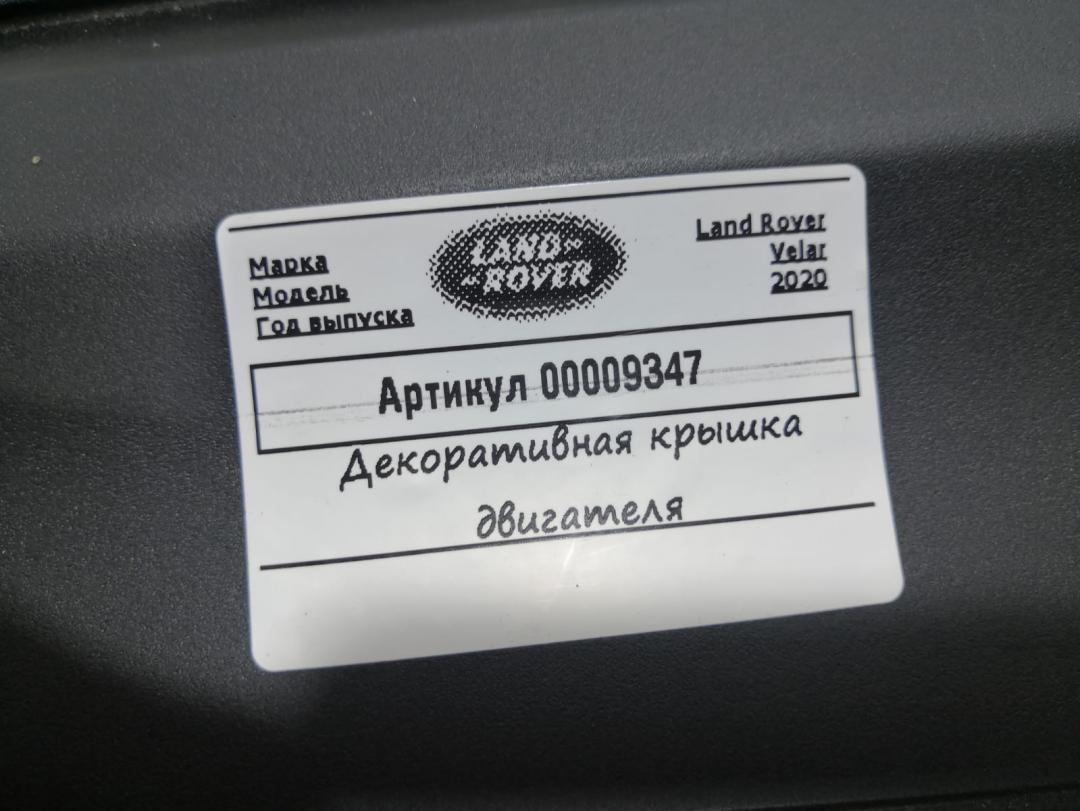 Марка
Модель
Год выпуска
LAND-
-ROVER
Land Rover
Velar
2020
Артикул 00009347
Декоративная крышка
двигателя